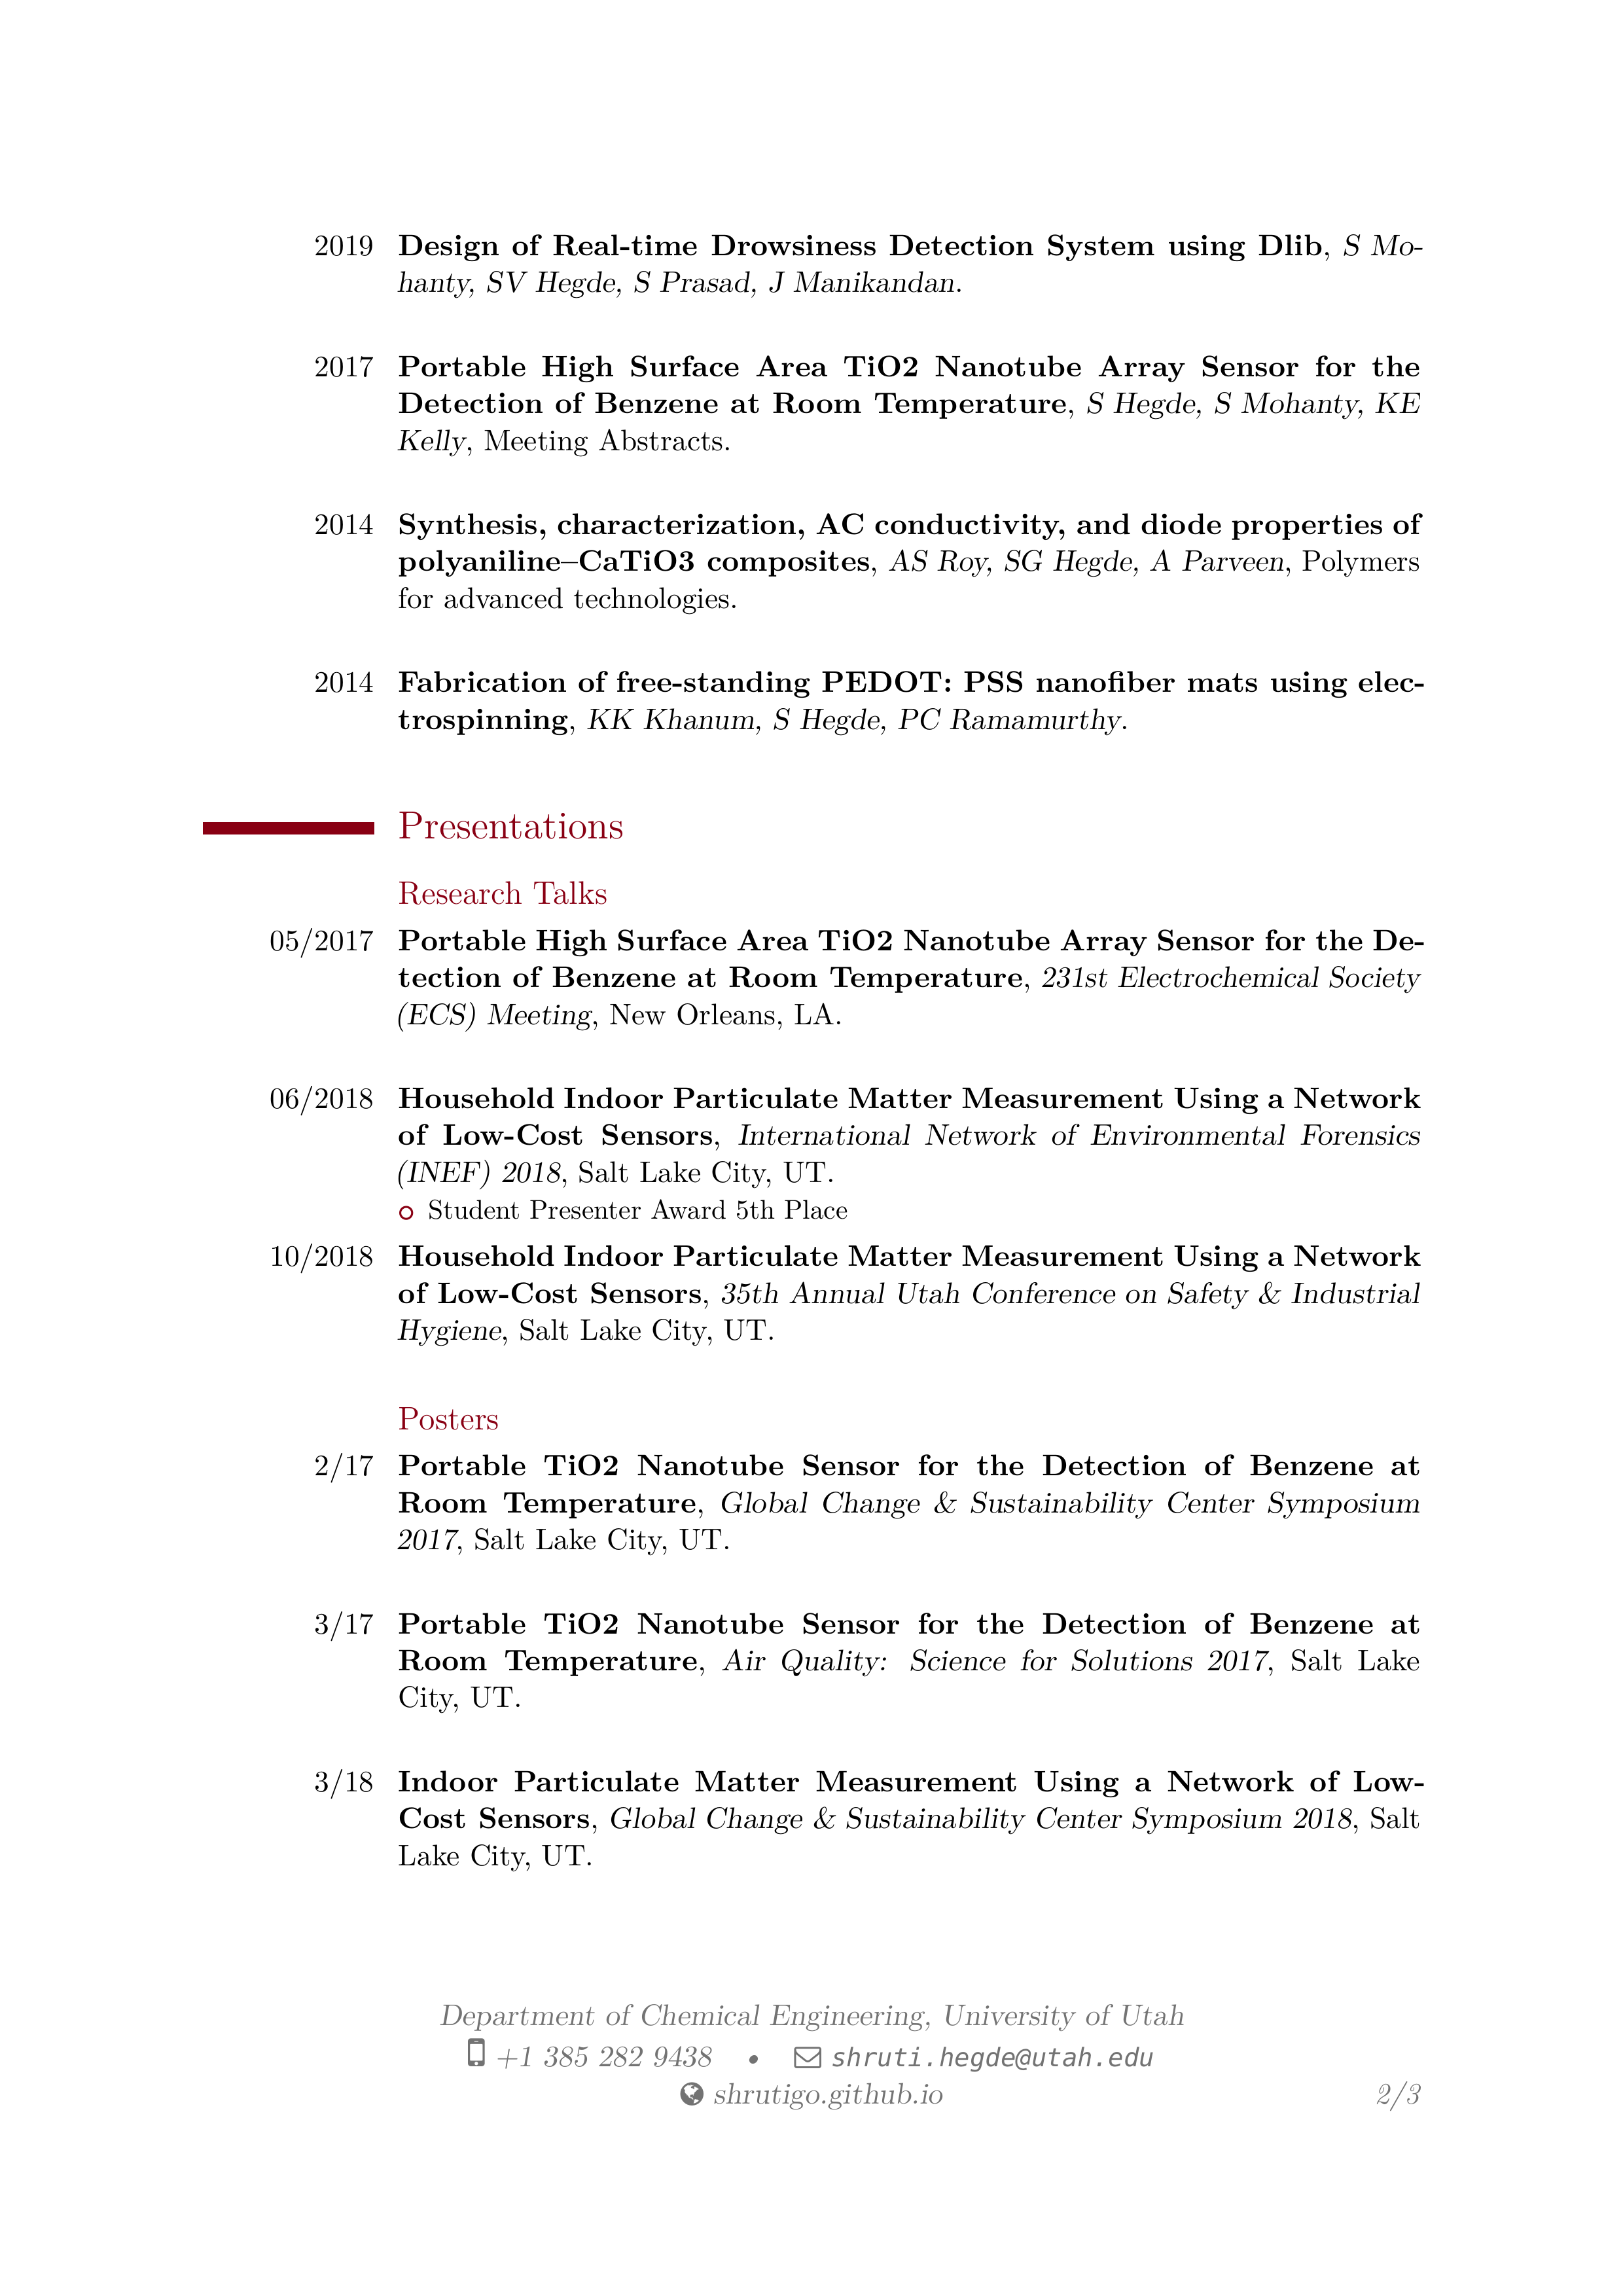 2019 Design of Real-time Drowsiness Detection System using Dlib, S Mo-
hanty, SV Hegde, S Prasad, J Manikandan.
2017 Portable High Surface Area TiO2 Nanotube Array Sensor for the
Detection of Benzene at Room Temperature, S Hegde, S Mohanty, KE
Kelly, Meeting Abstracts.
2014 Synthesis, characterization, AC conductivity, and diode properties of
polyaniline–CaTiO3 composites, AS Roy, SG Hegde, A Parveen, Polymers
for advanced technologies.
2014 Fabrication of free-standing PEDOT: PSS nanofiber mats using elec-
trospinning, KK Khanum, S Hegde, PC Ramamurthy.
Presentations
Research Talks
05/2017 Portable High Surface Area TiO2 Nanotube Array Sensor for the De-
tection of Benzene at Room Temperature, 231st Electrochemical Society
(ECS) Meeting, New Orleans, LA.
06/2018 Household Indoor Particulate Matter Measurement Using a Network
of Low-Cost Sensors, International Network of Environmental Forensics
(INEF) 2018, Salt Lake City, UT.
Student Presenter Award 5th Place
10/2018 Household Indoor Particulate Matter Measurement Using a Network
of Low-Cost Sensors, 35th Annual Utah Conference on Safety & Industrial
Hygiene, Salt Lake City, UT.
Posters
2/17 Portable TiO2 Nanotube Sensor for the Detection of Benzene at
Room Temperature, Global Change & Sustainability Center Symposium
2017, Salt Lake City, UT.
3/17 Portable TiO2 Nanotube Sensor for the Detection of Benzene at
Room Temperature, Air Quality: Science for Solutions 2017, Salt Lake
City, UT.
3/18 Indoor Particulate Matter Measurement Using a Network of Low-
Cost Sensors, Global Change & Sustainability Center Symposium 2018, Salt
Lake City, UT.
Department of Chemical Engineering, University of Utah
+1 385 282 9438 • shruti.hegde@utah.edu
shrutigo.github.io 2/3